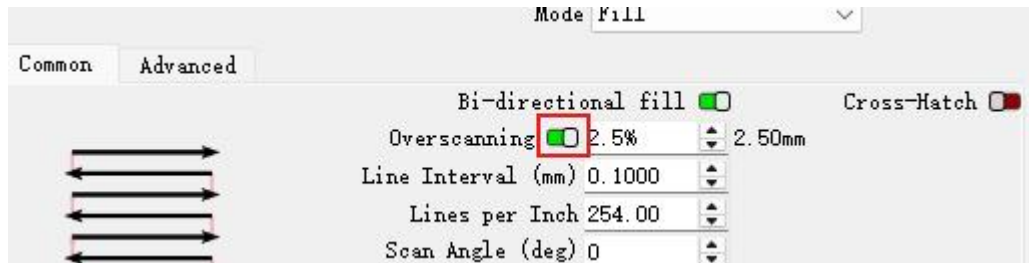 Mode Fill
Common Advanced
Bi-directional fill Cross-Hatch
Overscanning 2.5% 2.50mm
Line Interval (mm) 0.1000
Lines per Inch 254.00
Scan Angle (deg) 0